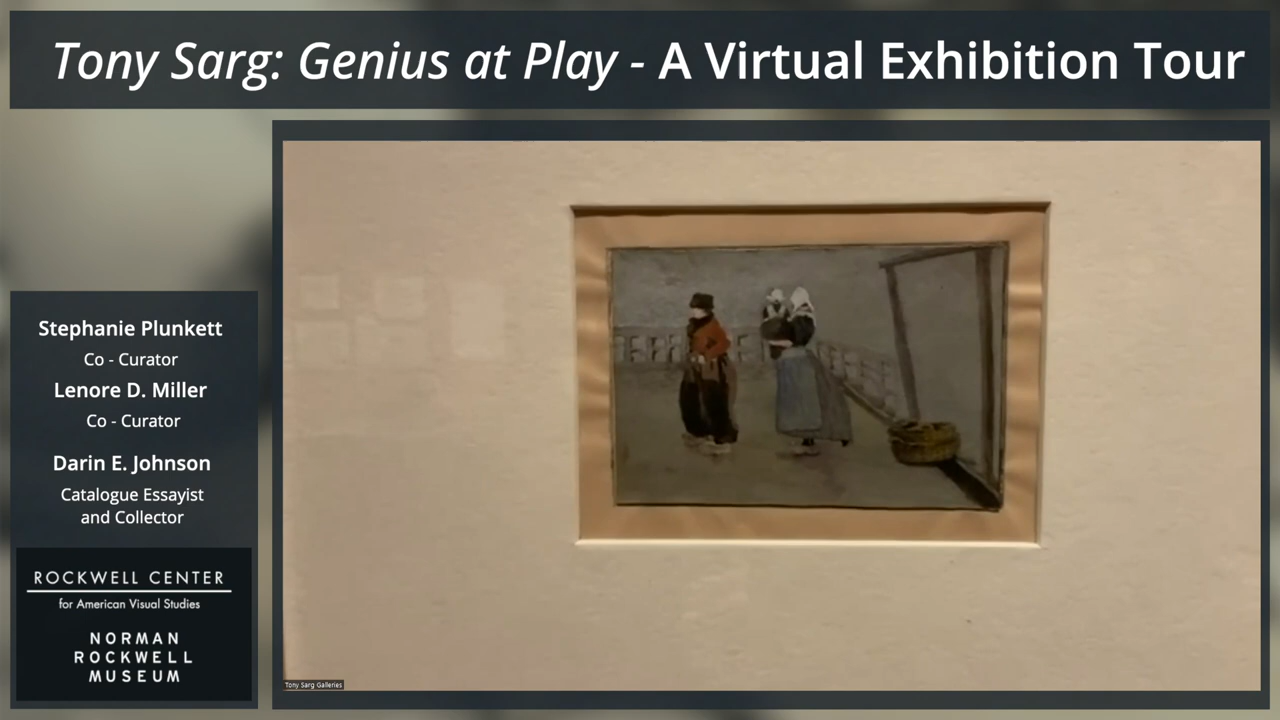 Tony Sarg: Genius at Play - A Virtual Exhibition Tour
Stephanie Plunkett
Co - Curator
Lenore D. Miller
Co - Curator
Darin E. Johnson
Catalogue Essayist
and Collector
ROCKWELL CENTER
for American Visual Studies
NORMAN
ROCKWELL
MUSEUM
Tony Sarg Galleries